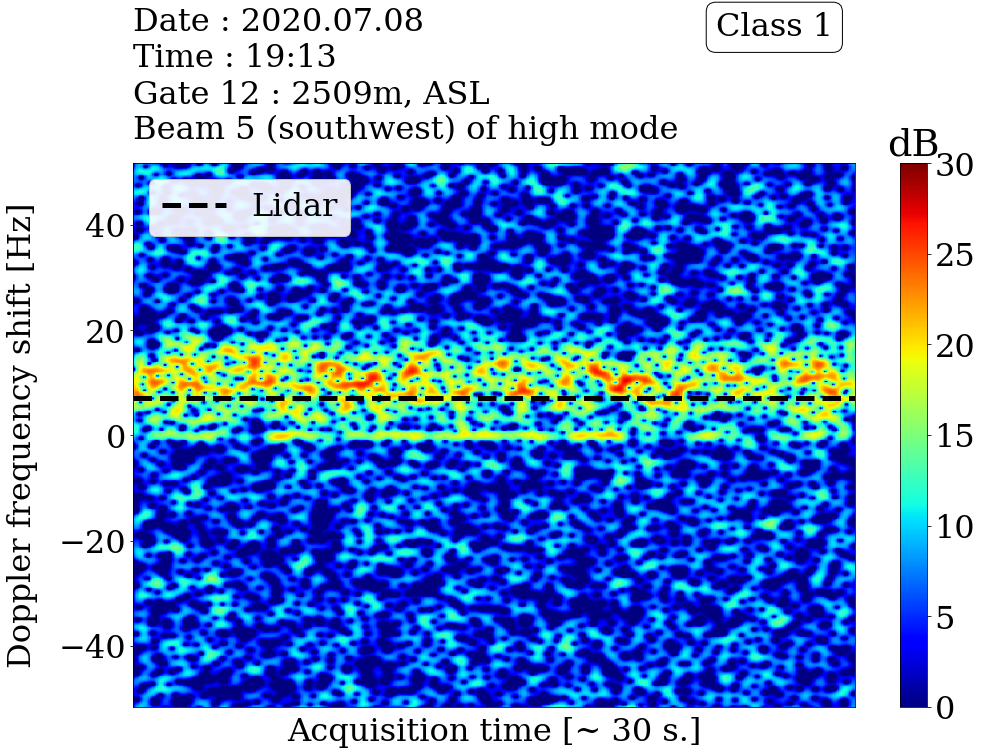 Date : 2020.07.08
Time : 19:13
Gate 12 : 2509m, ASL
Beam 5 (southwest) of high mode
Class 1
dB
Lidar
Doppler frequency shift [Hz]
40
20
0
−20
−40
Acquisition time [~ 30 s.]
30
25
20
15
10
5
0